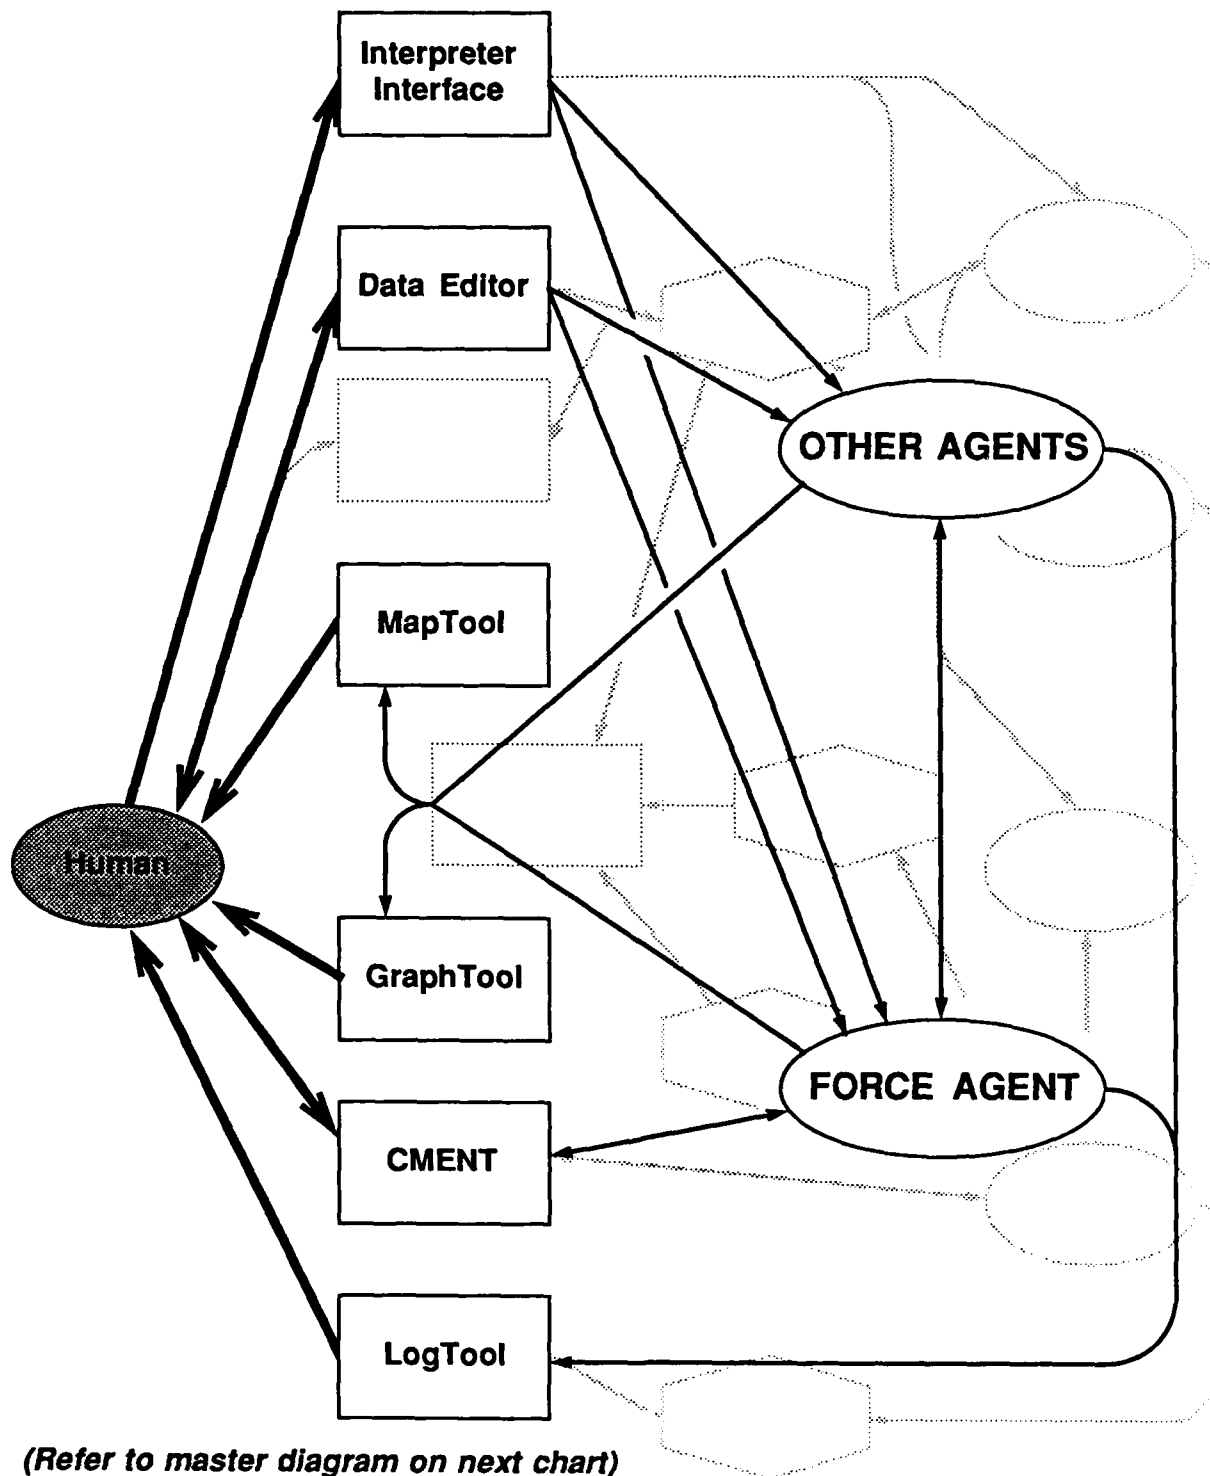 Interpreter
Interface
Data Editor
OTHER AGENTS
MapTool
Human
GraphTool
FORCE AGENT
CMENT
LogTool
(Refer to master diagram on next chart)